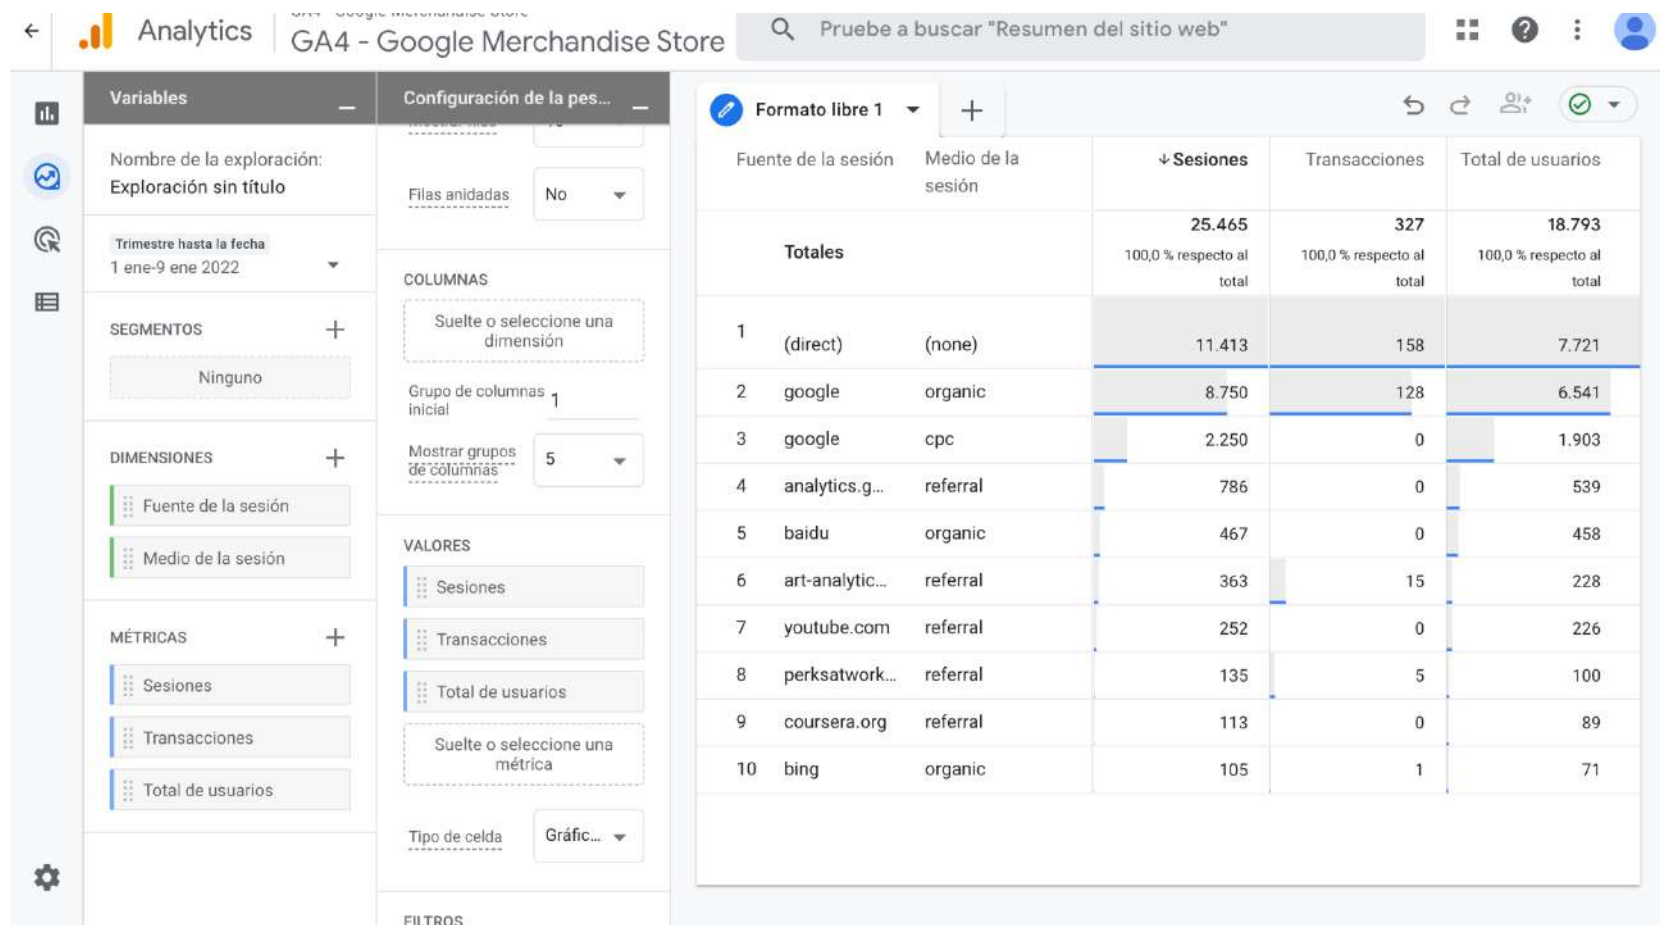 Analytics
GA4 - Google Merchandise Store
Pruebe a buscar "Resumen del sitio web"
Variables
Nombre de la exploración:
Exploración sin título
Trimestre hasta la fecha
1 ene-9 ene 2022
SEGMENTOS
Ninguno
DIMENSIONES
Fuente de la sesión
Medio de la sesión
MÉTRICAS
Sesiones
Transacciones
Total de usuarios
Configuración de la pes...
Filas anidadas No
COLUMNAS
Suelte o seleccione una
dimensión
Grupo de columnas
inicial 1
Mostrar grupos
de columnas 5
VALORES
Sesiones
Transacciones
Total de usuarios
Suelte o seleccione una
métrica
Tipo de celda Gráfic...
FILTROS
Formato libre 1
Fuente de la sesión Medio de la
sesión Sesiones Transacciones Total de usuarios
Totales 25.465 327 18.793
100,0 % respecto al 100,0 % respecto al 100,0 % respecto al
total total total
1 (direct) (none) 11.413 158 7.721
2 google organic 8.750 128 6.541
3 google cpc 2.250 0 1.903
4 analytics.g... referral 786 0 539
5 baidu organic 467 0 458
6 art-analytic... referral 363 15 228
7 youtube.com referral 252 0 226
8 perksatwork... referral 135 5 100
9 coursera.org referral 113 0 89
10 bing organic 105 1 71